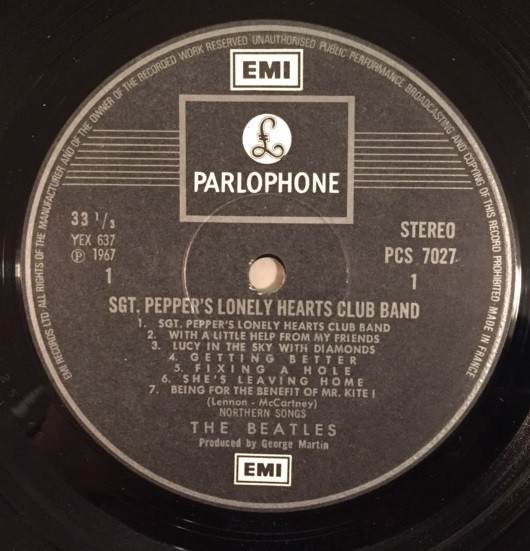 EMI RECORDS LTD· ALL RIGHTS OF THE MANUFACTURER AND OF THE OWNER OF THE RECORDED WORK RESERVED UNAUTHORISED PUBLIC PERFORMANCE BROADCASTING AND COPYING OF THIS RECORD PROHIBITED· MADE IN FRANCE
EMI
£
PARLOPHONE
33 1/3
YEX 637
℗ 1967
1
STEREO
PCS 7027
1
SGT. PEPPER'S LONELY HEARTS CLUB BAND
1. SGT. PEPPER'S LONELY HEARTS CLUB BAND
2. WITH A LITTLE HELP FROM MY FRIENDS
3. LUCY IN THE SKY WITH DIAMONDS
4. GETTING BETTER
5. FIXING A HOLE
6. SHE'S LEAVING HOME
7. BEING FOR THE BENEFIT OF MR. KITE !
(Lennon - McCartney)
NORTHERN SONGS
THE BEATLES
Produced by George Martin
EMI